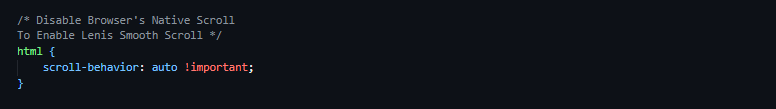 /* Disable Browser's Native Scroll
To Enable Lenis Smooth Scroll */
html {
    scroll-behavior: auto !important;
}